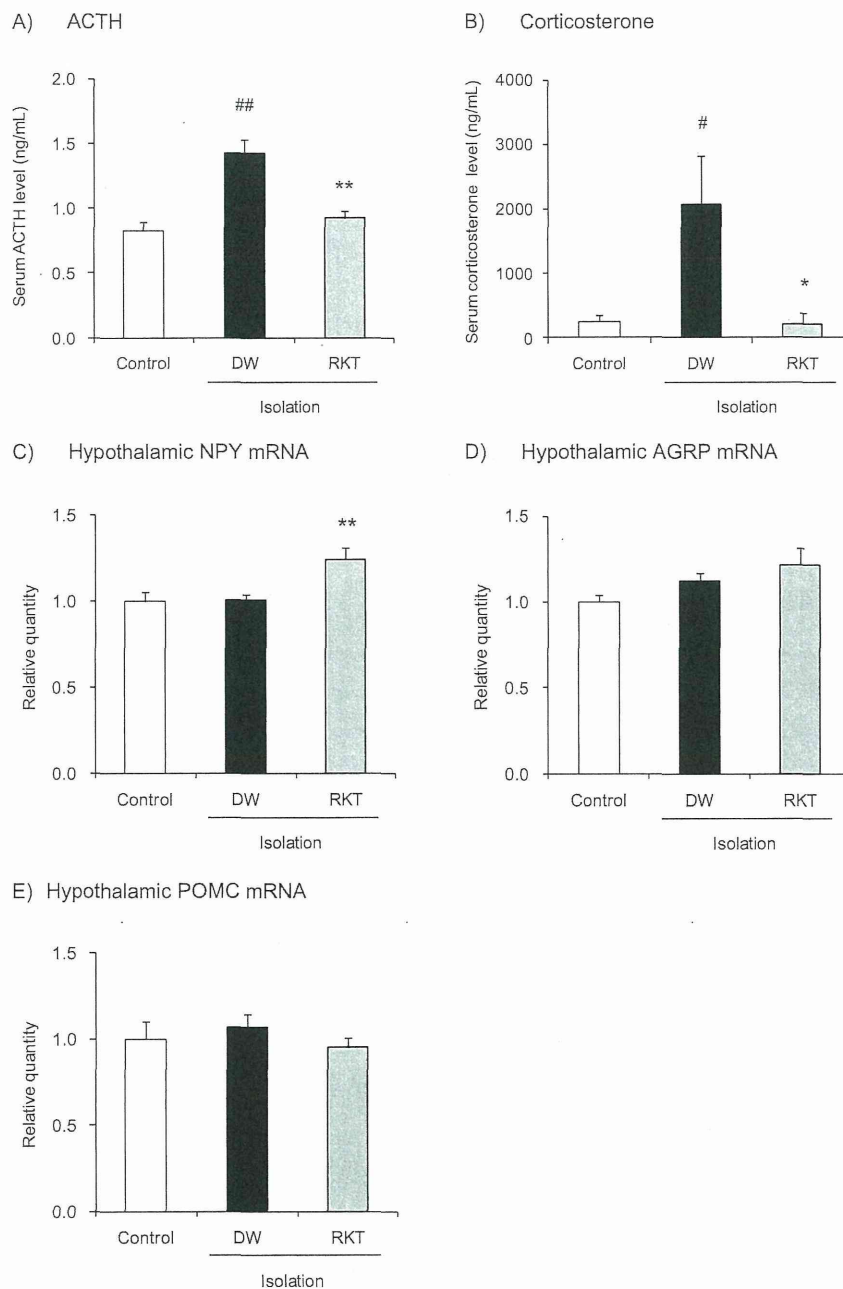 A) ACTH
Serum ACTH level (ng/mL)
2.0
1.5
1.0
0.5
0.0
##
**
Control
DW
RKT
Isolation
B) Corticosterone
Serum corticosterone level (ng/mL)
4000
3000
2000
1000
0
#
*
Control
DW
RKT
Isolation
C) Hypothalamic NPY mRNA
Relative quantity
1.5
1.0
0.5
0.0
**
Control
DW
RKT
Isolation
D) Hypothalamic AGRP mRNA
Relative quantity
1.5
1.0
0.5
0.0
Control
DW
RKT
Isolation
E) Hypothalamic POMC mRNA
Relative quantity
1.5
1.0
0.5
0.0
Control
DW
RKT
Isolation